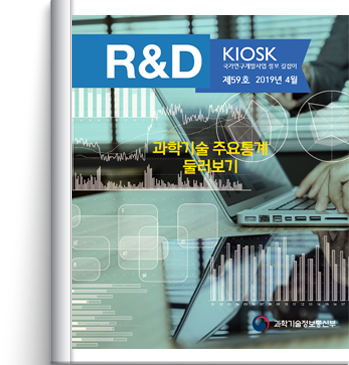 R&D
KIOSK
국가연구개발사업 정보 길잡이
제59호 2019년 4월
과학기술 주요통계
둘러보기
과학기술정보통신부